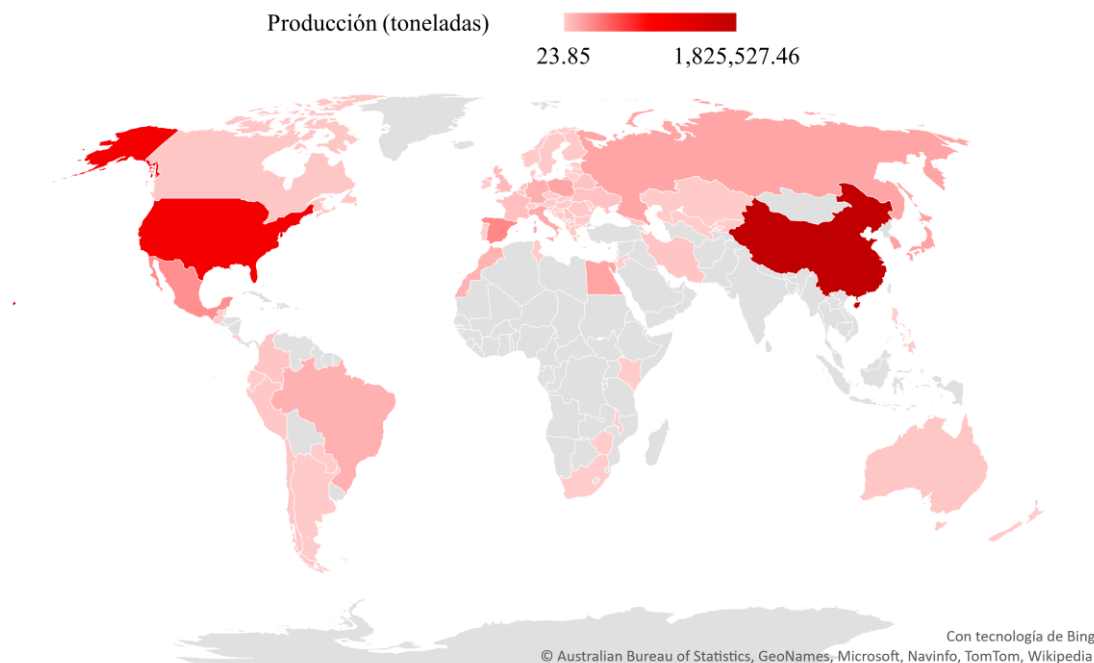 Producción (toneladas)
23.85 1,825,527.46
Con tecnología de Bing
© Australian Bureau of Statistics, GeoNames, Microsoft, Navinfo, TomTom, Wikipedia